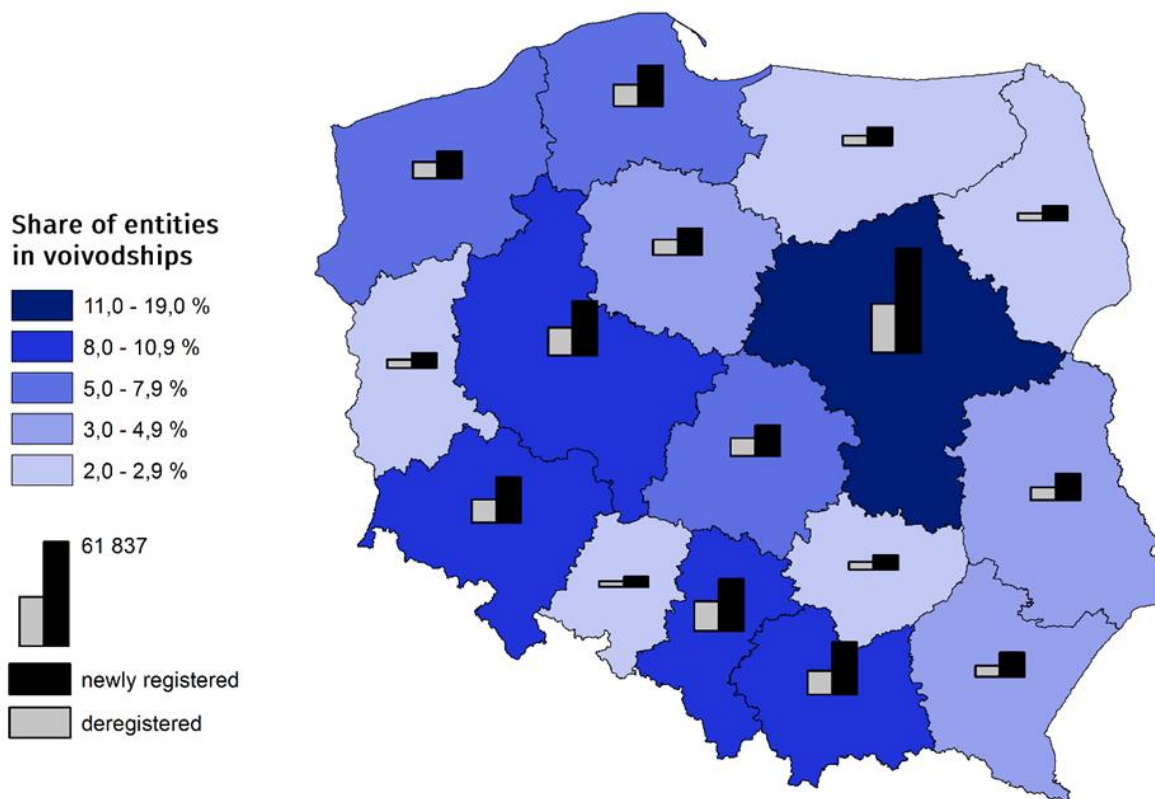 Share of entities
in voivodships
11,0 - 19,0 %
8,0 - 10,9 %
5,0 - 7,9 %
3,0 - 4,9 %
2,0 - 2,9 %
61 837
newly registered
deregistered